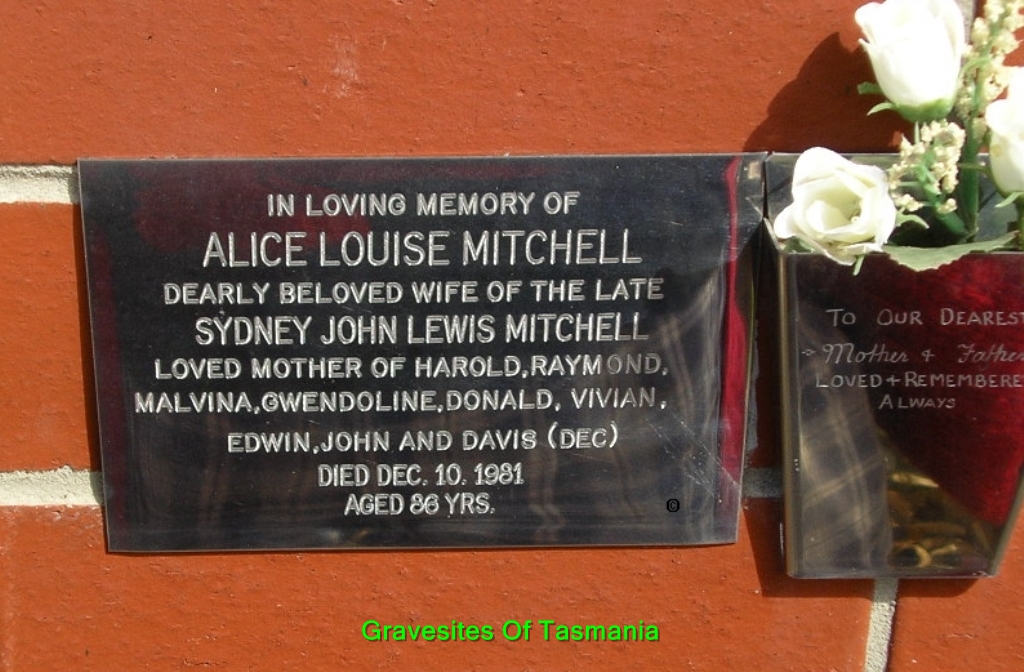 IN LOVING MEMORY OF
ALICE LOUISE MITCHELL
DEARLY BELOVED WIFE OF THE LATE
SYDNEY JOHN LEWIS MITCHELL
LOVED MOTHER OF HAROLD, RAYMOND,
MALVINA, GWENDOLINE, DONALD, VIVIAN,
EDWIN, JOHN AND DAVIS (DEC)
DIED DEC. 10. 1981
AGED 86 YRS.
©
TO OUR DEAREST
Mother + Father
LOVED + REMEMBERE
ALWAYS
Gravesites Of Tasmania